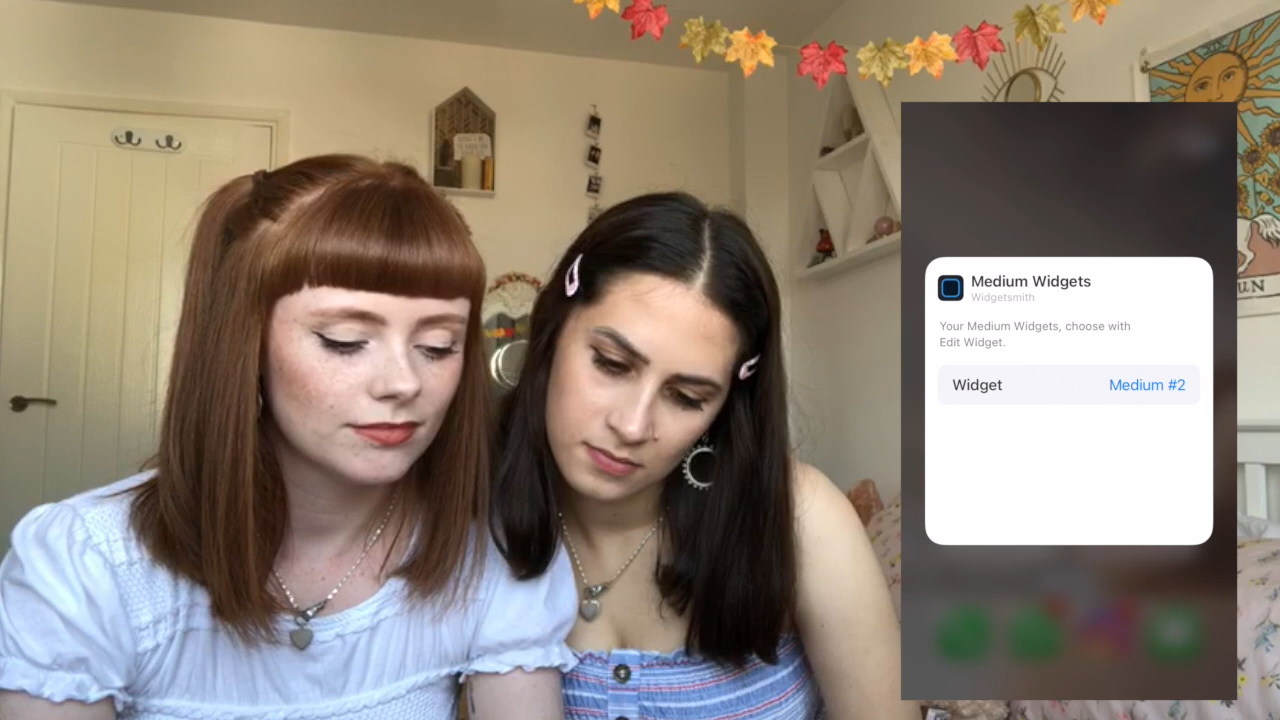 Medium Widgets
Widgetsmith
Your Medium Widgets, choose with
Edit Widget.
Widget
Medium #2